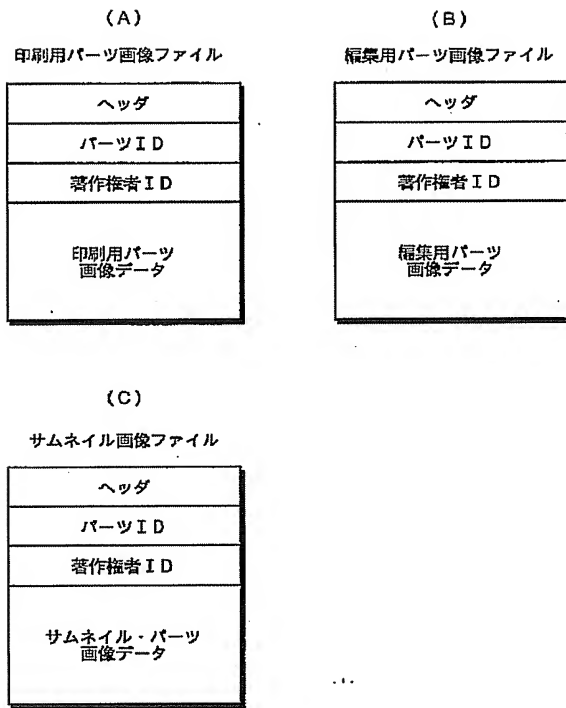 (A)
印刷用パーツ画像ファイル
ヘッダ
パーツID
著作権者ID
印刷用パーツ
画像データ
(B)
編集用パーツ画像ファイル
ヘッダ
パーツID
著作権者ID
編集用パーツ
画像データ
(C)
サムネイル画像ファイル
ヘッダ
パーツID
著作権者ID
サムネイル・パーツ
画像データ